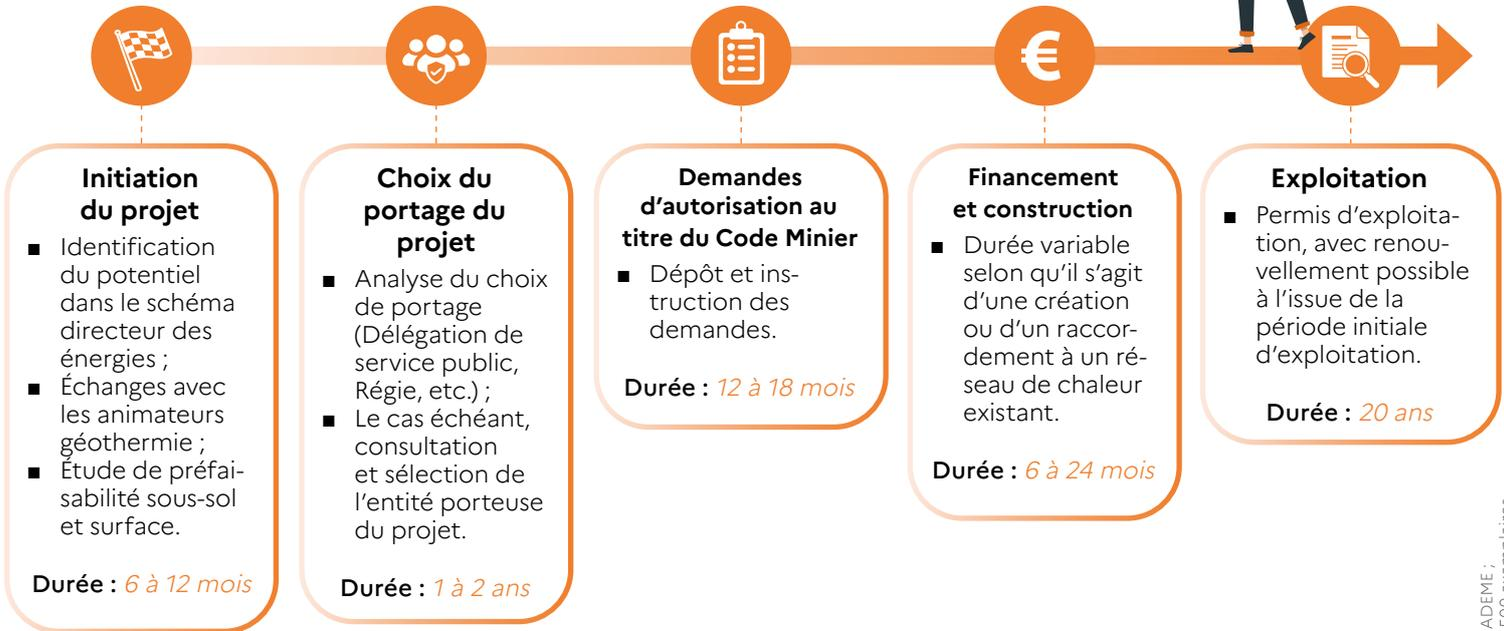 Initiation
du projet
■ Identification
du potentiel
dans le schéma
directeur des
énergies ;
■ Échanges avec
les animateurs
géothermie ;
■ Étude de préfai-
sabilité sous-sol
et surface.
Durée : 6 à 12 mois
Choix du
portage du
projet
■ Analyse du choix
de portage
(Délégation de
service public,
Régie, etc.) ;
■ Le cas échéant,
consultation
et sélection de
l’entité porteuse
du projet.
Durée : 1 à 2 ans
Demandes
d’autorisation au
titre du Code Minier
■ Dépôt et ins-
truction des
demandes.
Durée : 12 à 18 mois
Financement
et construction
■ Durée variable
selon qu’il s’agit
d’une création
ou d’un raccor-
dement à un ré-
seau de chaleur
existant.
Durée : 6 à 24 mois
Exploitation
■ Permis d’exploita-
tion, avec renou-
vellement possible
à l’issue de la
période initiale
d’exploitation.
Durée : 20 ans
ADEME ;